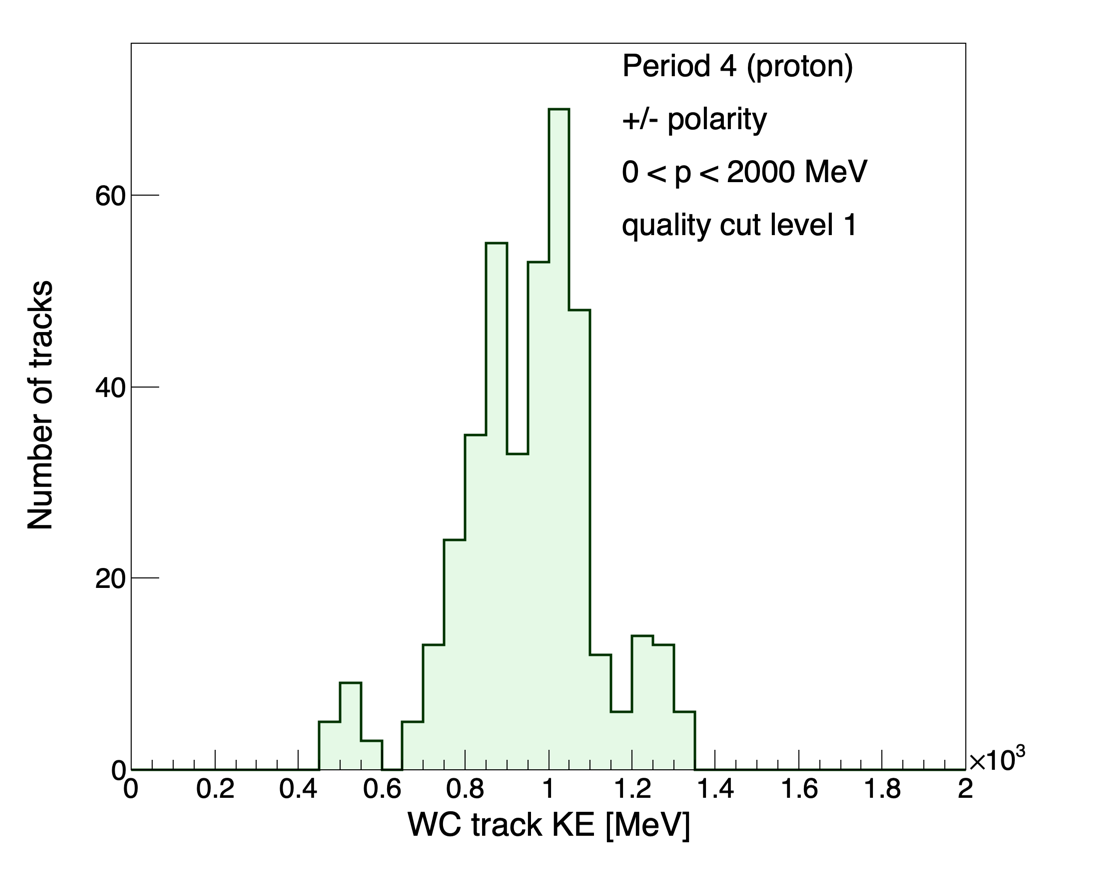 Period 4 (proton)
+/- polarity
0 < p < 2000 MeV
quality cut level 1
Number of tracks
60
40
20
0
0 0.2 0.4 0.6 0.8 1 1.2 1.4 1.6 1.8 2
×10³
WC track KE [MeV]